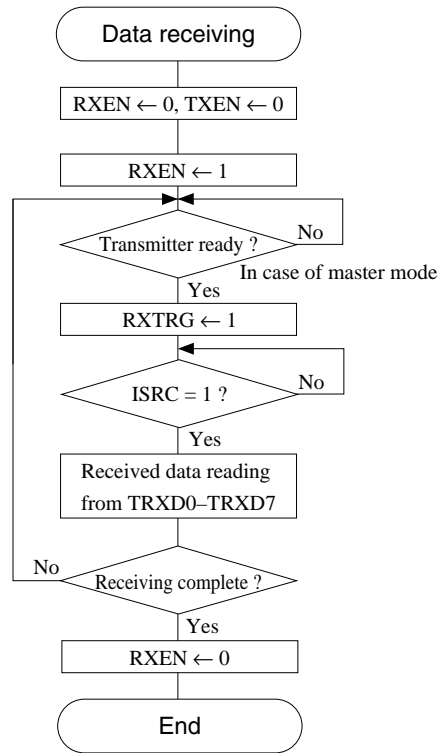 Data receiving
RXEN ← 0, TXEN ← 0
RXEN ← 1
Transmitter ready ?
No
In case of master mode
Yes
RXTRG ← 1
ISRC = 1 ?
No
Yes
Received data reading
from TRXD0–TRXD7
No
Receiving complete ?
Yes
RXEN ← 0
End